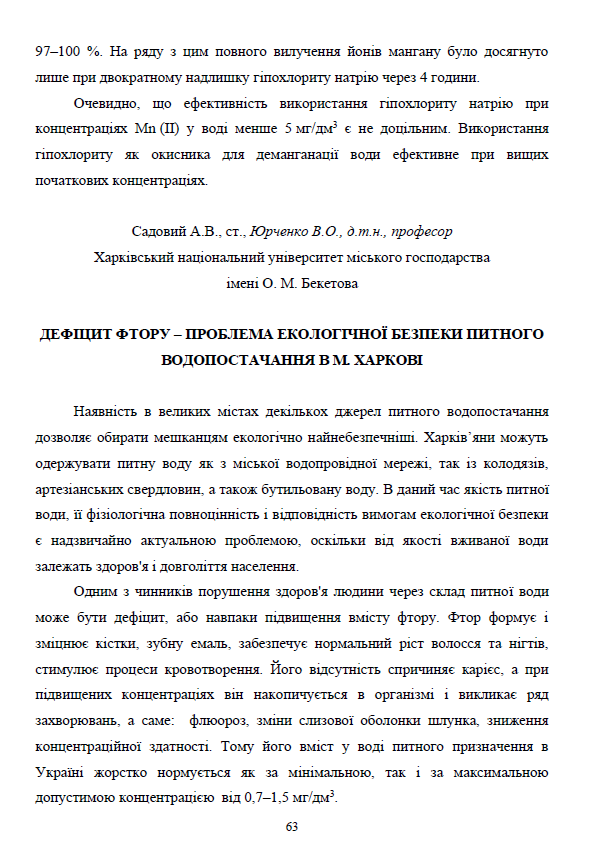 97–100 %. На ряду з цим повного вилучення йонів мангану було досягнуто
лише при двократному надлишку гіпохлориту натрію через 4 години.
Очевидно, що ефективність використання гіпохлориту натрію при
концентраціях Mn (II) у воді менше 5 мг/дм³ є не доцільним. Використання
гіпохлориту як окисника для деманганації води ефективне при вищих
початкових концентраціях.
Садовий А.В., ст., Юрченко В.О., д.т.н., професор
Харківський національний університет міського господарства
імені О. М. Бекетова
ДЕФІЦИТ ФТОРУ – ПРОБЛЕМА ЕКОЛОГІЧНОЇ БЕЗПЕКИ ПИТНОГО
ВОДОПОСТАЧАННЯ В М. ХАРКОВІ
Наявність в великих містах декількох джерел питного водопостачання
дозволяє обирати мешканцям екологічно найнебезпечніші. Харків’яни можуть
одержувати питну воду як з міської водопровідної мережі, так із колодязів,
артезіанських свердловин, а також бутильовану воду. В даний час якість питної
води, її фізіологічна повноцінність і відповідність вимогам екологічної безпеки
є надзвичайно актуальною проблемою, оскільки від якості вживаної води
залежать здоров'я і довголіття населення.
Одним з чинників порушення здоров'я людини через склад питної води
може бути дефіцит, або навпаки підвищення вмісту фтору. Фтор формує і
зміцнює кістки, зубну емаль, забезпечує нормальний ріст волосся та нігтів,
стимулює процеси кровотворення. Його відсутність спричиняє карієс, а при
підвищених концентраціях він накопичується в організмі і викликає ряд
захворювань, а саме: флюороз, зміни слизової оболонки шлунка, зниження
концентраційної здатності. Тому його вміст у воді питного призначення в
Україні жорстко нормується як за мінімальною, так і за максимальною
допустимою концентрацією від 0,7–1,5 мг/дм³.
63